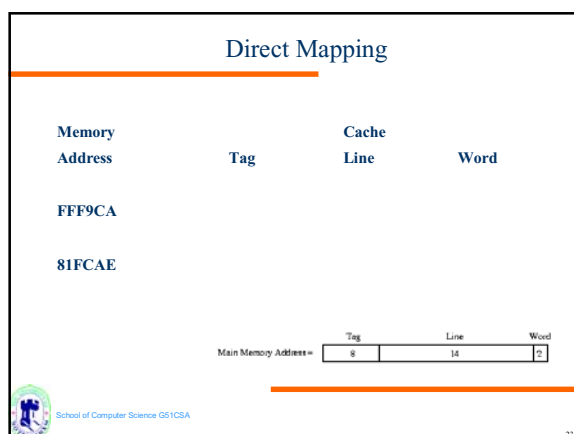 Direct Mapping
Memory Cache
Address Tag Line Word
FFF9CA
81FCAE
Tag Line Word
Main Memory Address= 8 14 2
School of Computer Science G51CSA